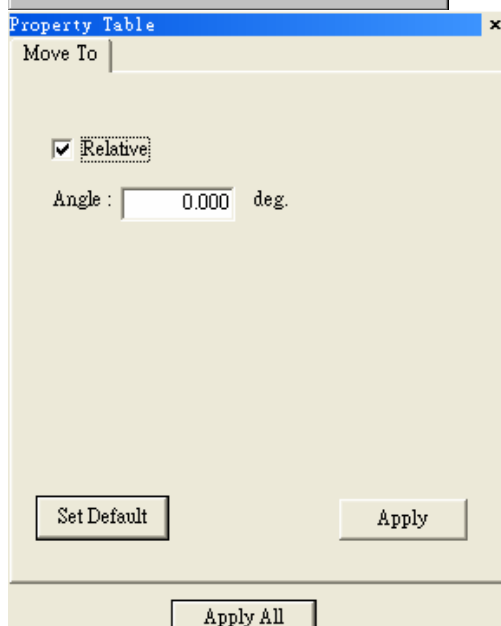 Property Table ×
Move To
Relative
Angle : 0.000 deg.
Set Default Apply
Apply All